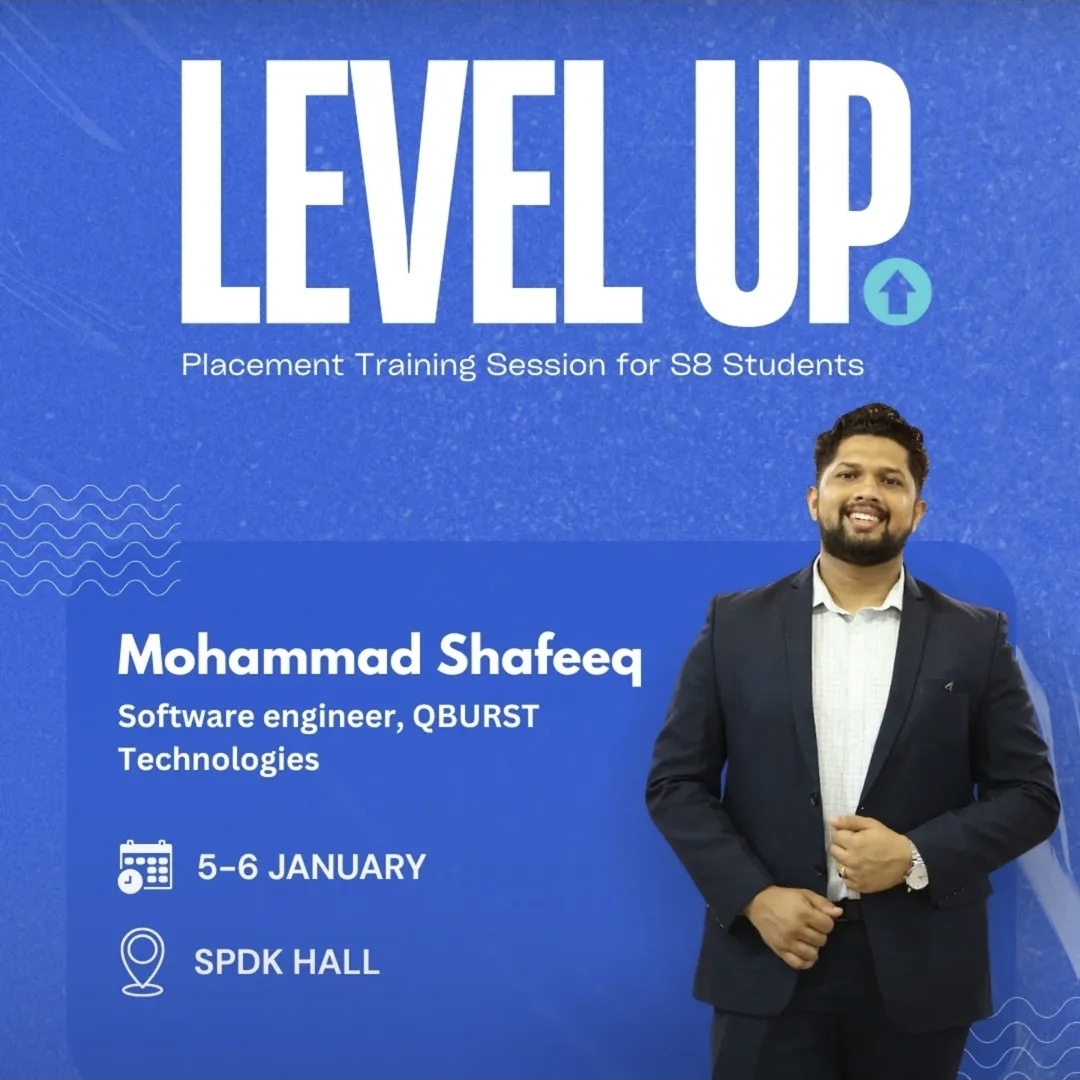 LEVEL UP
Placement Training Session for S8 Students
Mohammad Shafeeq
Software engineer, QBURST
Technologies
5-6 JANUARY
SPDK HALL